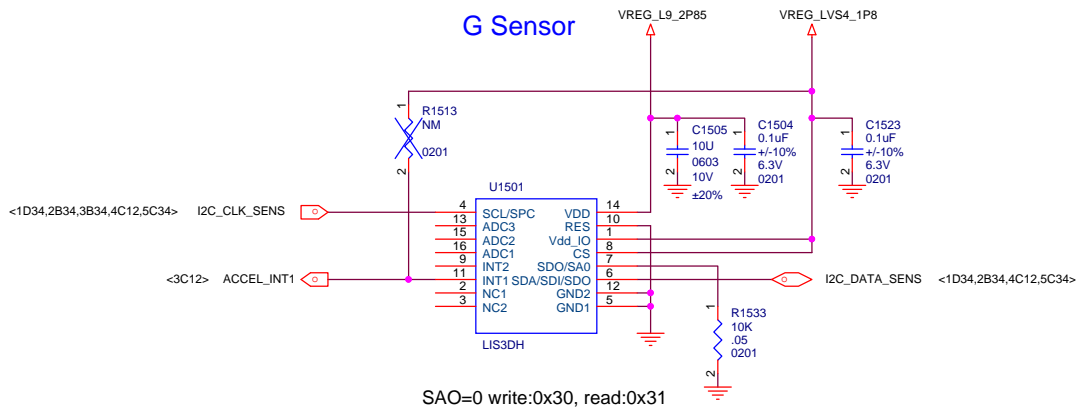 G Sensor
VREG_L9_2P85
VREG_LVS4_1P8
1
R1513
NM
0201
2
1
C1505
10U
0603
10V
±20%
2
1
C1504
0.1uF
+/-10%
6.3V
0201
2
1
C1523
0.1uF
+/-10%
6.3V
0201
2
U1501
<1D34,2B34,3B34,4C12,5C34> I2C_CLK_SENS
4 SCL/SPC VDD 14
13 ADC3 RES 10
15 ADC2 Vdd_IO 1
16 ADC1 CS 8
9 INT2 SDO/SA0 7
<3C12> ACCEL_INT1
11 INT1 SDA/SDI/SDO 6
I2C_DATA_SENS <1D34,2B34,4C12,5C34>
2 NC1 GND2 12
3 NC2 GND1 5
LIS3DH
1
R1533
10K
.05
0201
2
SAO=0 write:0x30, read:0x31